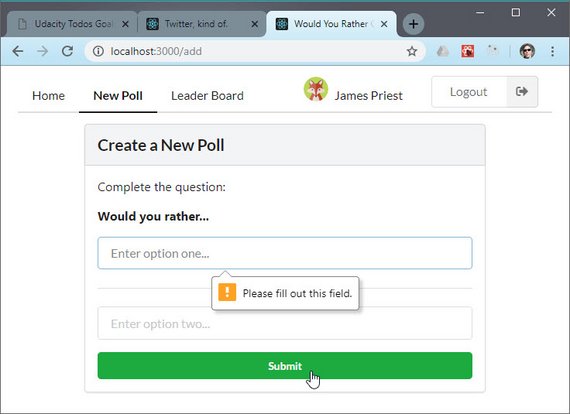 Udacity Todos Goal
Twitter, kind of.
Would You Rather
localhost:3000/add
Home
New Poll
Leader Board
James Priest
Logout
Create a New Poll
Complete the question:
Would you rather...
Enter option one...
Please fill out this field.
Enter option two...
Submit